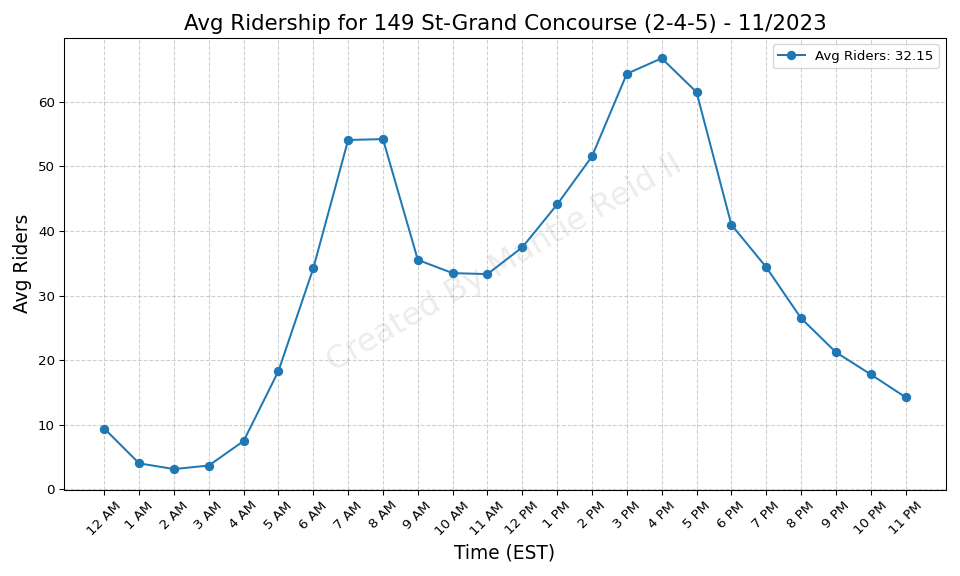 Avg Ridership for 149 St-Grand Concourse (2-4-5) - 11/2023
Avg Riders: 32.15
Avg Riders
60
50
40
30
20
10
0
Created By Mantie Reid II
12 AM
1 AM
2 AM
3 AM
4 AM
5 AM
6 AM
7 AM
8 AM
9 AM
10 AM
11 AM
12 PM
1 PM
2 PM
3 PM
4 PM
5 PM
6 PM
7 PM
8 PM
9 PM
10 PM
11 PM
Time (EST)